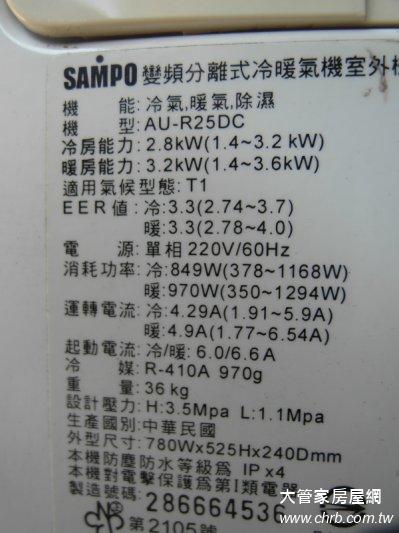 SAMPO 變頻分離式冷暖氣機室外機
機 能: 冷氣,暖氣,除濕
機 型: AU-R25DC
冷房能力: 2.8kW(1.4~3.2 kW)
暖房能力: 3.2kW(1.4~3.6kW)
適用氣候型態: T1
EER值: 冷:3.3(2.74~3.7)
暖:3.3(2.78~4.0)
電 源: 單相 220V/60Hz
消耗功率: 冷:849W(378~1168W)
暖:970W(350~1294W)
運轉電流: 冷:4.29A(1.91~5.9A)
暖:4.9A(1.77~6.54A)
起動電流: 冷/暖: 6.0/6.6A
冷 媒: R-410A 970g
重 量: 36 kg
設計壓力: H:3.5Mpa L:1.1Mpa
生產國別: 中華民國
外型尺寸: 780Wx525Hx240Dmm
本機防塵防水等級爲 IPx4
本機對電擊保護爲第I類電器
製造號碼: 286664536
第2105號
大管家房屋網
www.chrb.com.tw